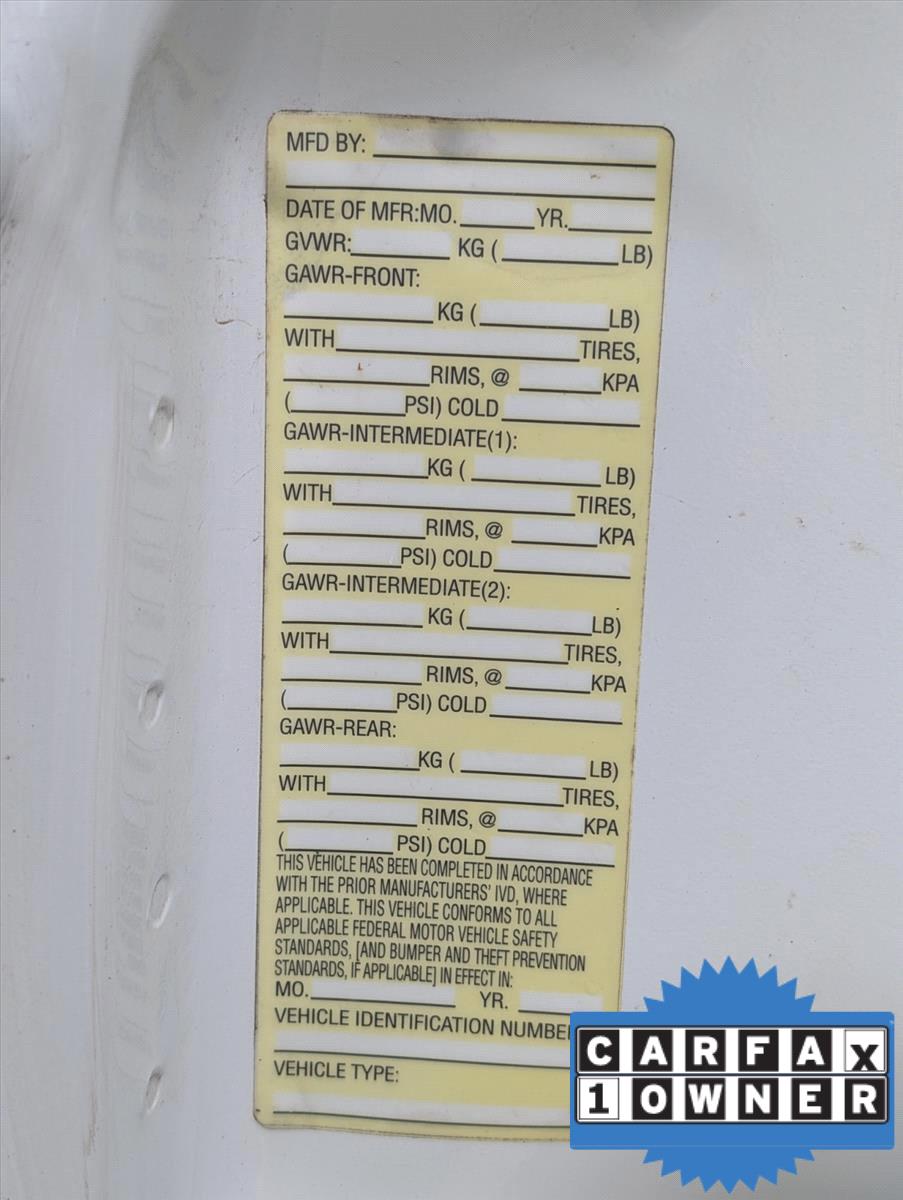 MFD BY:
DATE OF MFR:MO. YR.
GVWR: KG ( LB)
GAWR-FRONT:
KG ( LB)
WITH TIRES,
RIMS, @ KPA
( PSI) COLD
GAWR-INTERMEDIATE(1):
KG ( LB)
WITH TIRES,
RIMS, @ KPA
( PSI) COLD
GAWR-INTERMEDIATE(2):
KG ( LB)
WITH TIRES,
RIMS, @ KPA
( PSI) COLD
GAWR-REAR:
KG ( LB)
WITH TIRES,
RIMS, @ KPA
( PSI) COLD
THIS VEHICLE HAS BEEN COMPLETED IN ACCORDANCE
WITH THE PRIOR MANUFACTURERS' IVD, WHERE
APPLICABLE. THIS VEHICLE CONFORMS TO ALL
APPLICABLE FEDERAL MOTOR VEHICLE SAFETY
STANDARDS, [AND BUMPER AND THEFT PREVENTION
STANDARDS, IF APPLICABLE] IN EFFECT IN:
MO. YR.
VEHICLE IDENTIFICATION NUMBE
VEHICLE TYPE:
CARFAX
1 OWNER